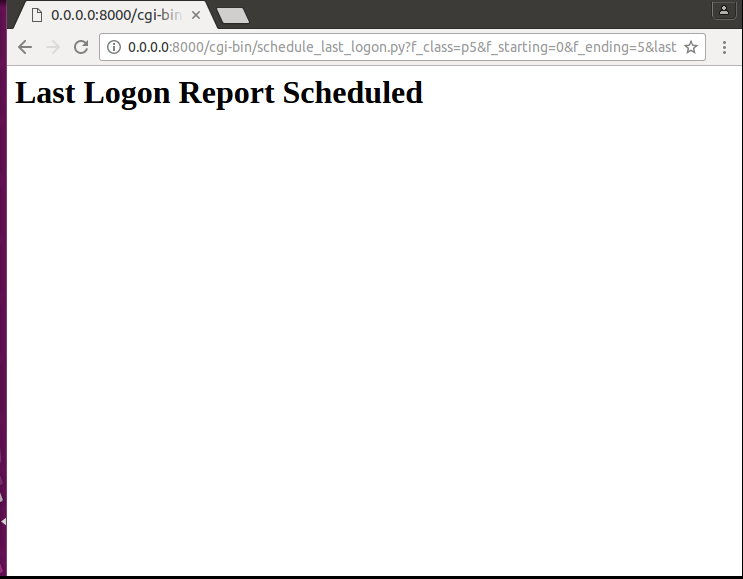 0.0.0.0:8000/cgi-bin
0.0.0.0:8000/cgi-bin/schedule_last_logon.py?f_class=p5&f_starting=0&f_ending=5&last
Last Logon Report Scheduled